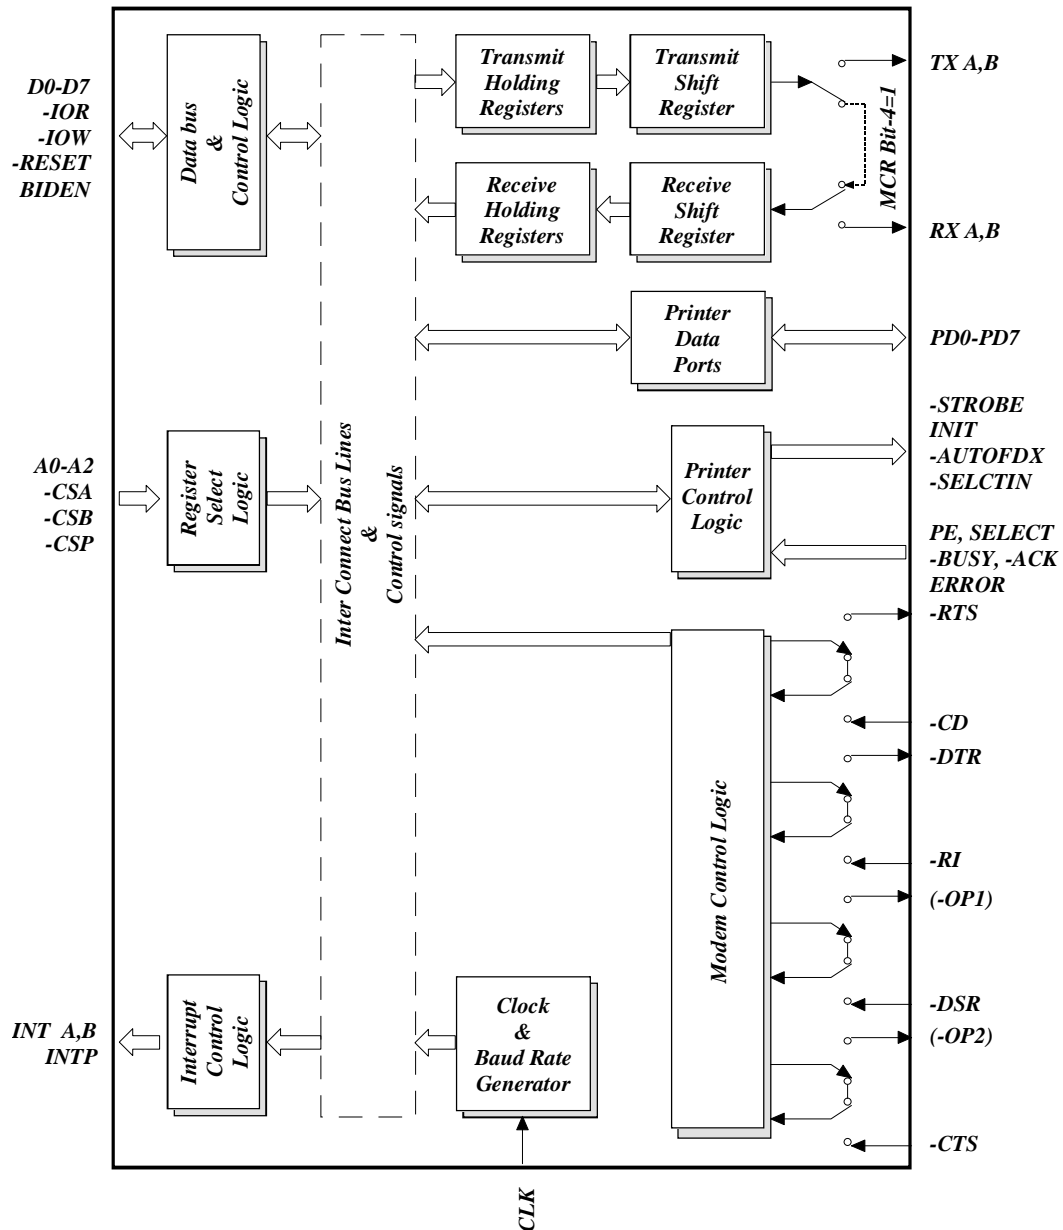 D0-D7
-IOR
-IOW
-RESET
BIDEN
Data bus
&
Control Logic
A0-A2
-CSA
-CSB
-CSP
Register
Select
Logic
INT A,B
INTP
Interrupt
Control
Logic
Inter Connect Bus Lines
&
Control signals
Transmit
Holding
Registers
Transmit
Shift
Register
Receive
Holding
Registers
Receive
Shift
Register
MCR Bit-4=1
TX A,B
RX A,B
Printer
Data
Ports
PD0-PD7
Printer
Control
Logic
-STROBE
INIT
-AUTOFDX
-SELCTIN
PE, SELECT
-BUSY, -ACK
ERROR
Modem Control Logic
-RTS
-CD
-DTR
-RI
(-OP1)
-DSR
(-OP2)
-CTS
Clock
&
Baud Rate
Generator
CLK